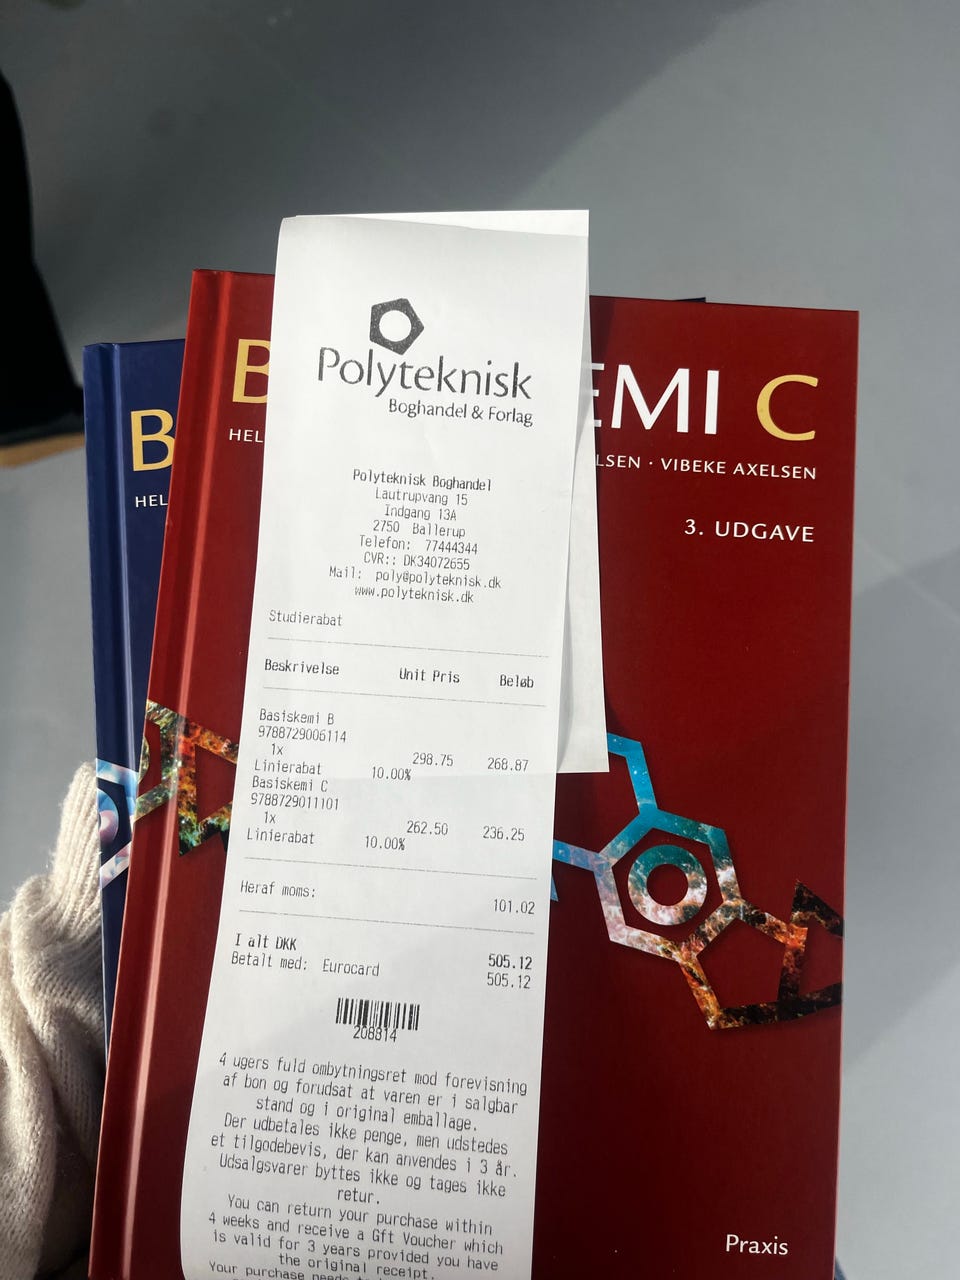 B
HEL
B
HEL
EMI C
LSEN · VIBEKE AXELSEN
3. UDGAVE
Polyteknisk
Boghandel & Forlag
Polyteknisk Boghandel
Lautrupvang 15
Indgang 13A
2750 Ballerup
Telefon: 77444344
CVR:: DK34072655
Mail: poly@polyteknisk.dk
www.polyteknisk.dk
Studierabat
Beskrivelse Unit Pris Beløb
Basiskemi B
9788729006114
1x 298.75 268.87
Linierabat 10.00%
Basiskemi C
9788729011101
1x 262.50 236.25
Linierabat 10.00%
Heraf moms: 101.02
I alt DKK 505.12
Betalt med: Eurocard 505.12
208814
4 ugers fuld ombytningsret mod forevisning
af bon og forudsat at varen er i salgbar
stand og i original emballage.
Der udbetales ikke penge, men udstedes
et tilgodebevis, der kan anvendes i 3 år.
Udsalgsvarer byttes ikke og tages ikke
retur.
You can return your purchase within
4 weeks and receive a Gft Voucher which
is valid for 3 years provided you have
the original receipt.
Your purchase needs
Praxis